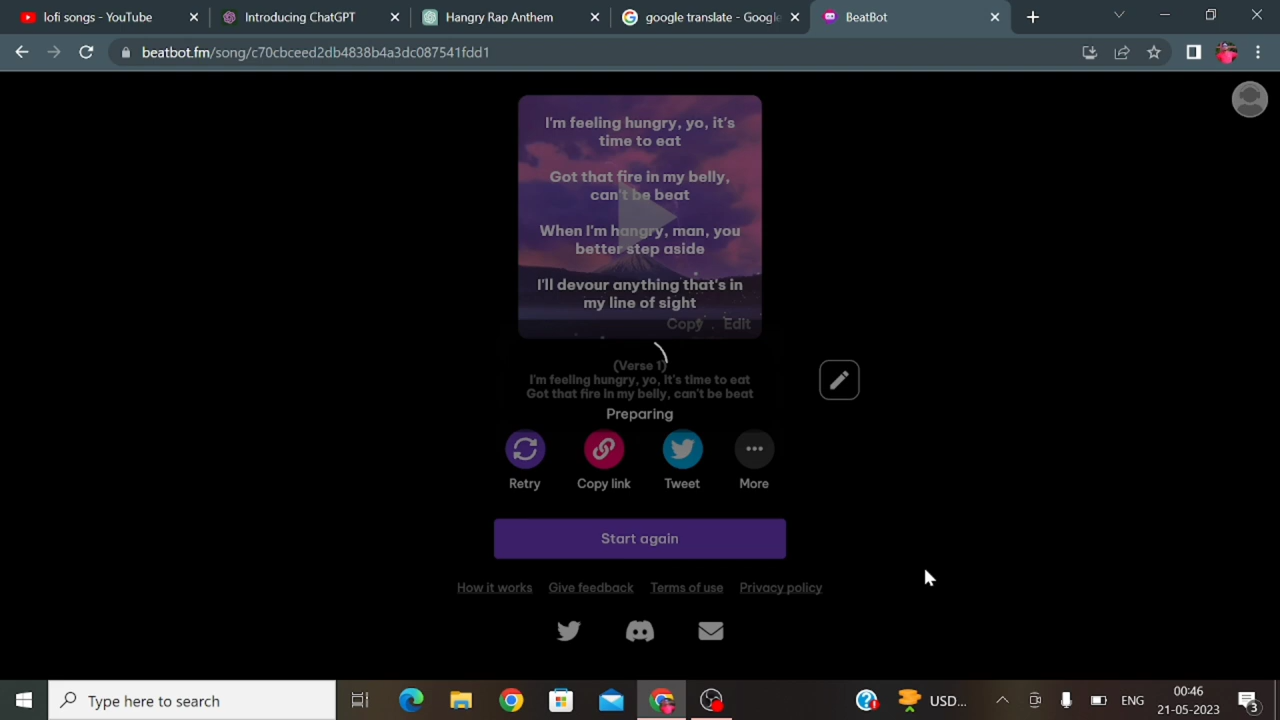 lofi songs - YouTube
Introducing ChatGPT
Hangry Rap Anthem
google translate - Google
BeatBot
beatbot.fm/song/c70cbceed2db4838b4a3dc087541fdd1
I'm feeling hungry, yo, it's
time to eat
Got that fire in my belly,
can't be beat
When I'm hangry, man, you
better step aside
I'll devour anything that's in
my line of sight
Copy . Edit
(Verse 1)
I'm feeling hungry, yo, it's time to eat
Got that fire in my belly, can't be beat
Preparing
Retry
Copy link
Tweet
More
Start again
How it works
Give feedback
Terms of use
Privacy policy
Type here to search
USD...
ENG
00:46
21-05-2023
3